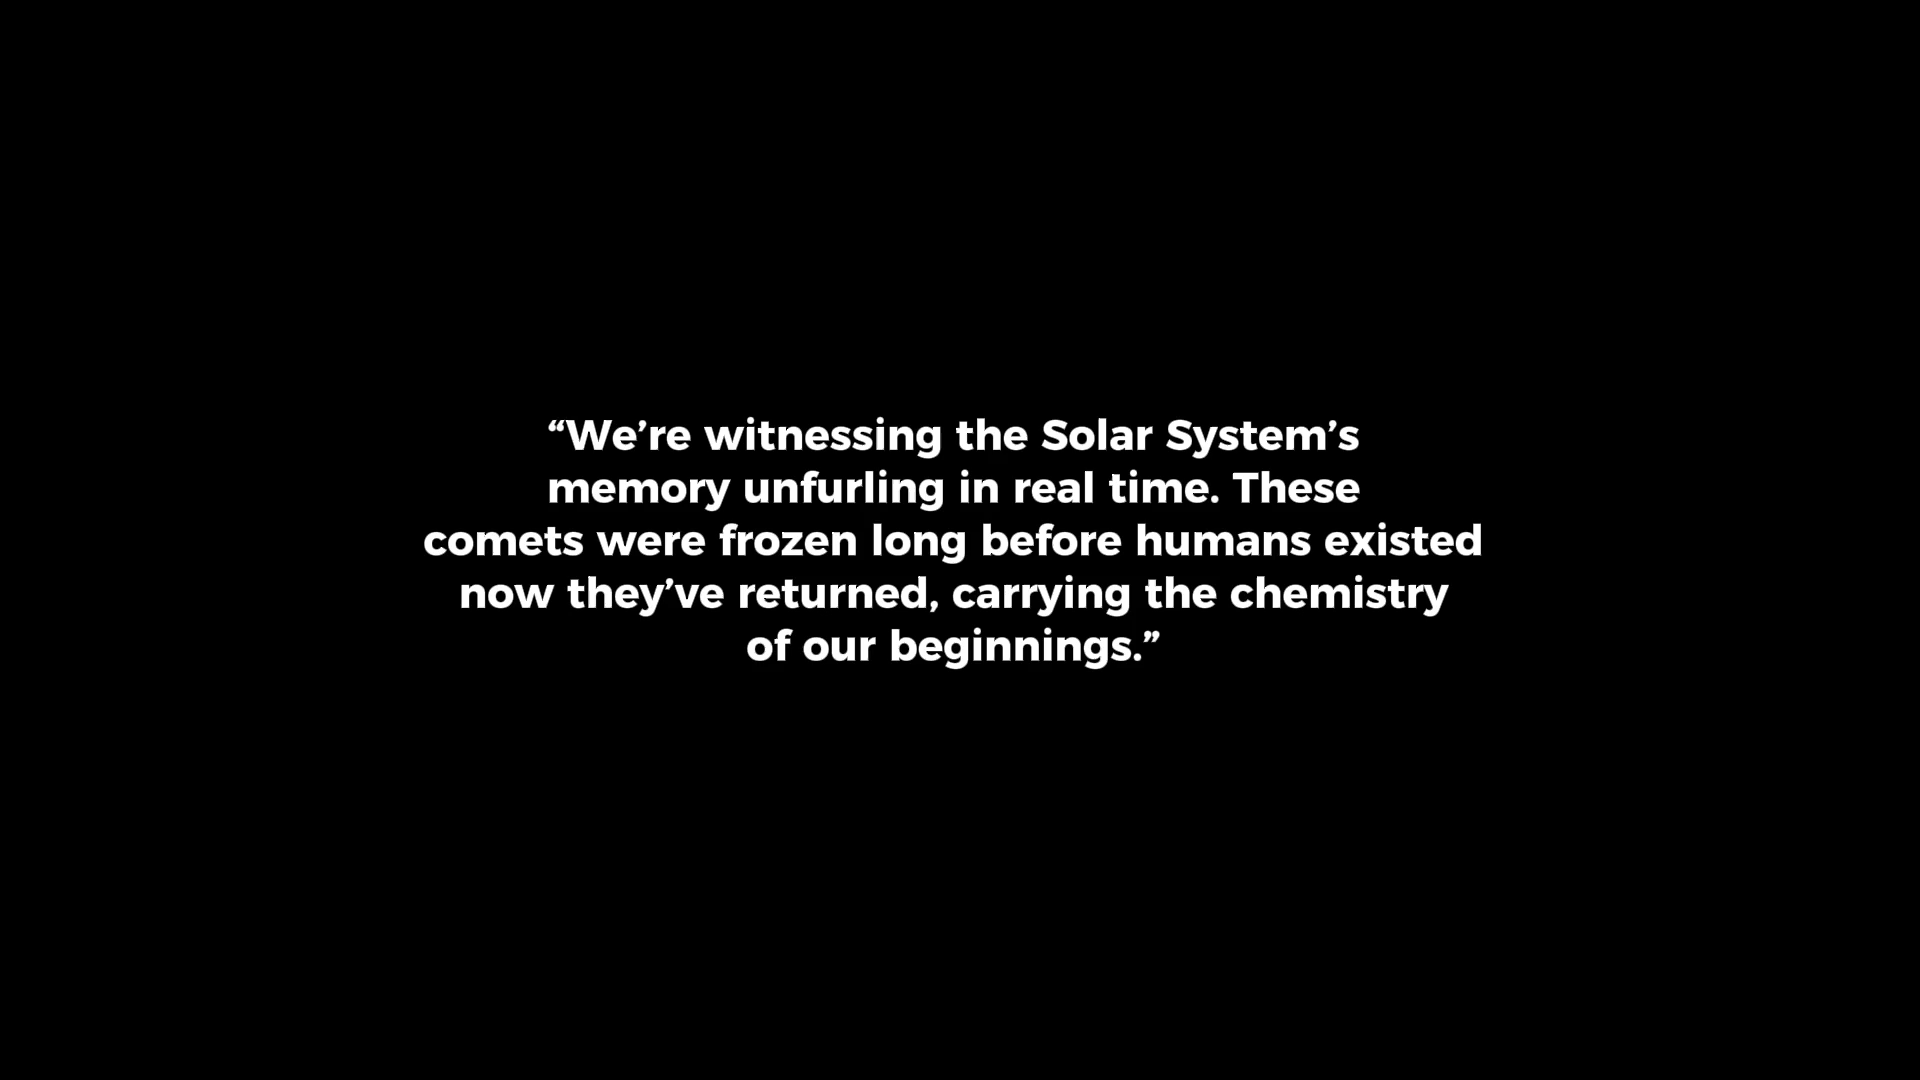 “We’re witnessing the Solar System’s
memory unfurling in real time. These
comets were frozen long before humans existed
now they’ve returned, carrying the chemistry
of our beginnings.”